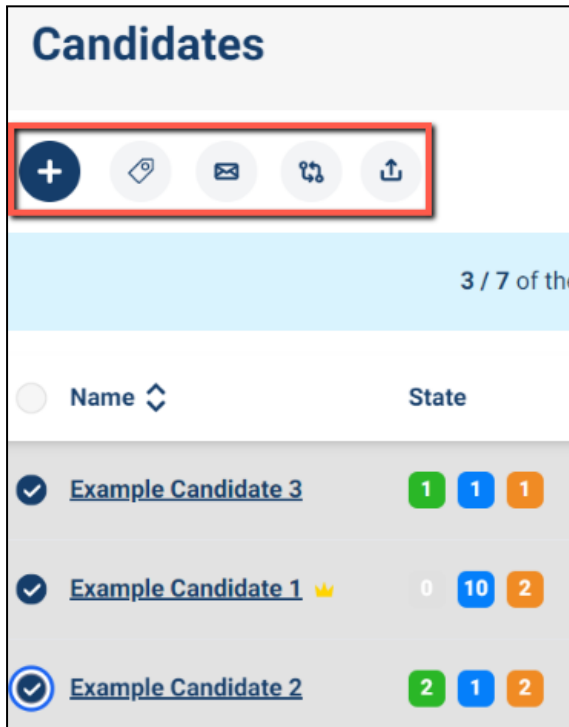 Candidates
3 / 7 of the
Name State
Example Candidate 3 1 1 1
Example Candidate 1 0 10 2
Example Candidate 2 2 1 2